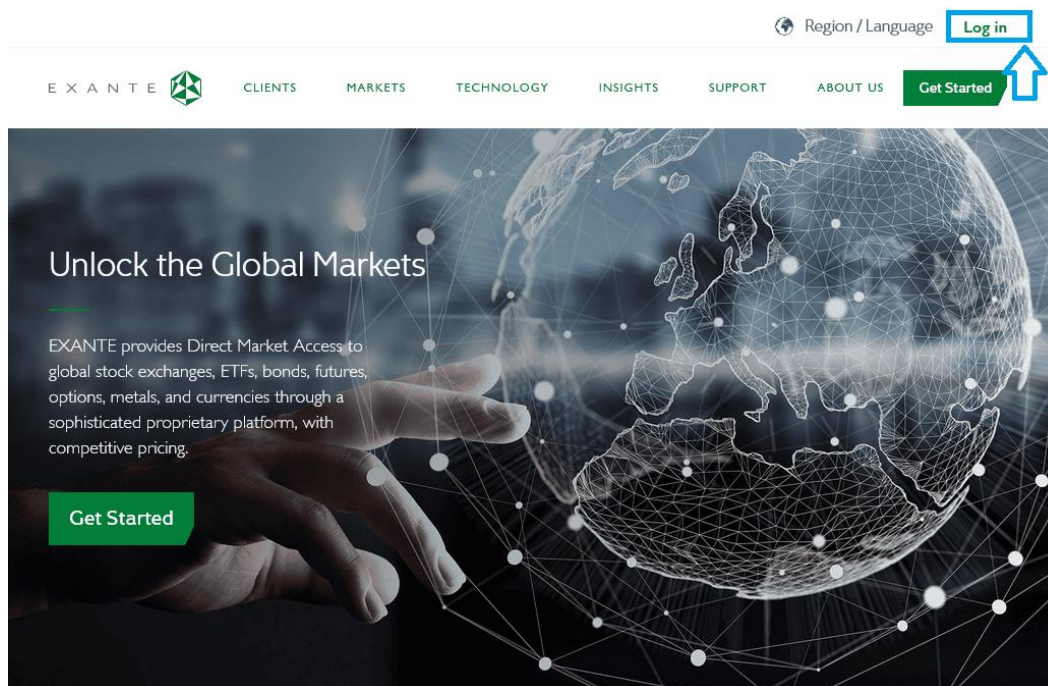 Region / Language Log in
EXANTE CLIENTS MARKETS TECHNOLOGY INSIGHTS SUPPORT ABOUT US Get Started
Unlock the Global Markets
EXANTE provides Direct Market Access to
global stock exchanges, ETFs, bonds, futures,
options, metals, and currencies through a
sophisticated proprietary platform, with
competitive pricing.
Get Started